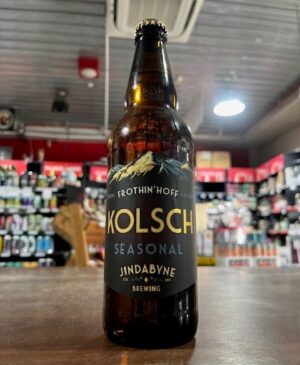 FROTHIN'HOFF
KOLSCH
SEASONAL
JINDABYNE
BREWING